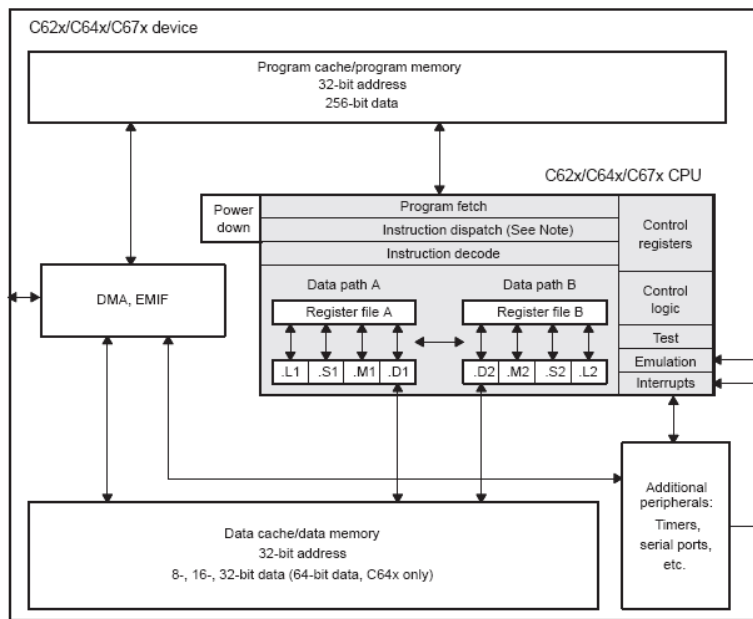 C62x/C64x/C67x device
Program cache/program memory
32-bit address
256-bit data
C62x/C64x/C67x CPU
Power
down
Program fetch
Instruction dispatch (See Note)
Instruction decode
Control
registers
Data path A
Data path B
Register file A
Register file B
.L1 .S1 .M1 .D1
.D2 .M2 .S2 .L2
Control
logic
Test
Emulation
Interrupts
DMA, EMIF
Data cache/data memory
32-bit address
8-, 16-, 32-bit data (64-bit data, C64x only)
Additional
peripherals:
Timers,
serial ports,
etc.